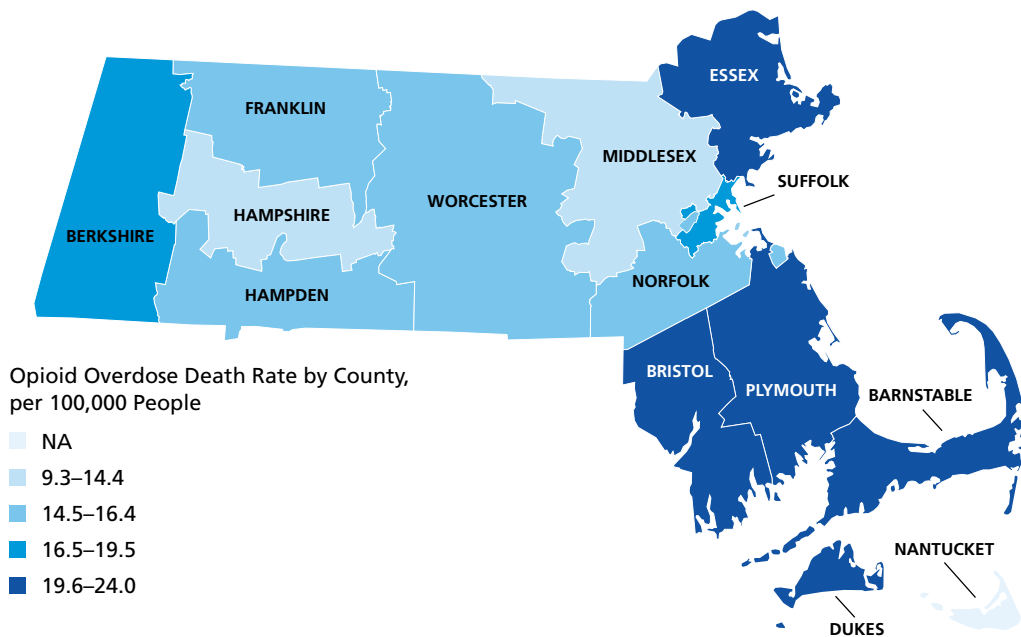 ESSEX
FRANKLIN
MIDDLESEX
SUFFOLK
WORCESTER
HAMPSHIRE
BERKSHIRE
NORFOLK
HAMPDEN
Opioid Overdose Death Rate by County,
per 100,000 People
NA
9.3–14.4
14.5–16.4
16.5–19.5
19.6–24.0
BRISTOL
PLYMOUTH
BARNSTABLE
NANTUCKET
DUKES